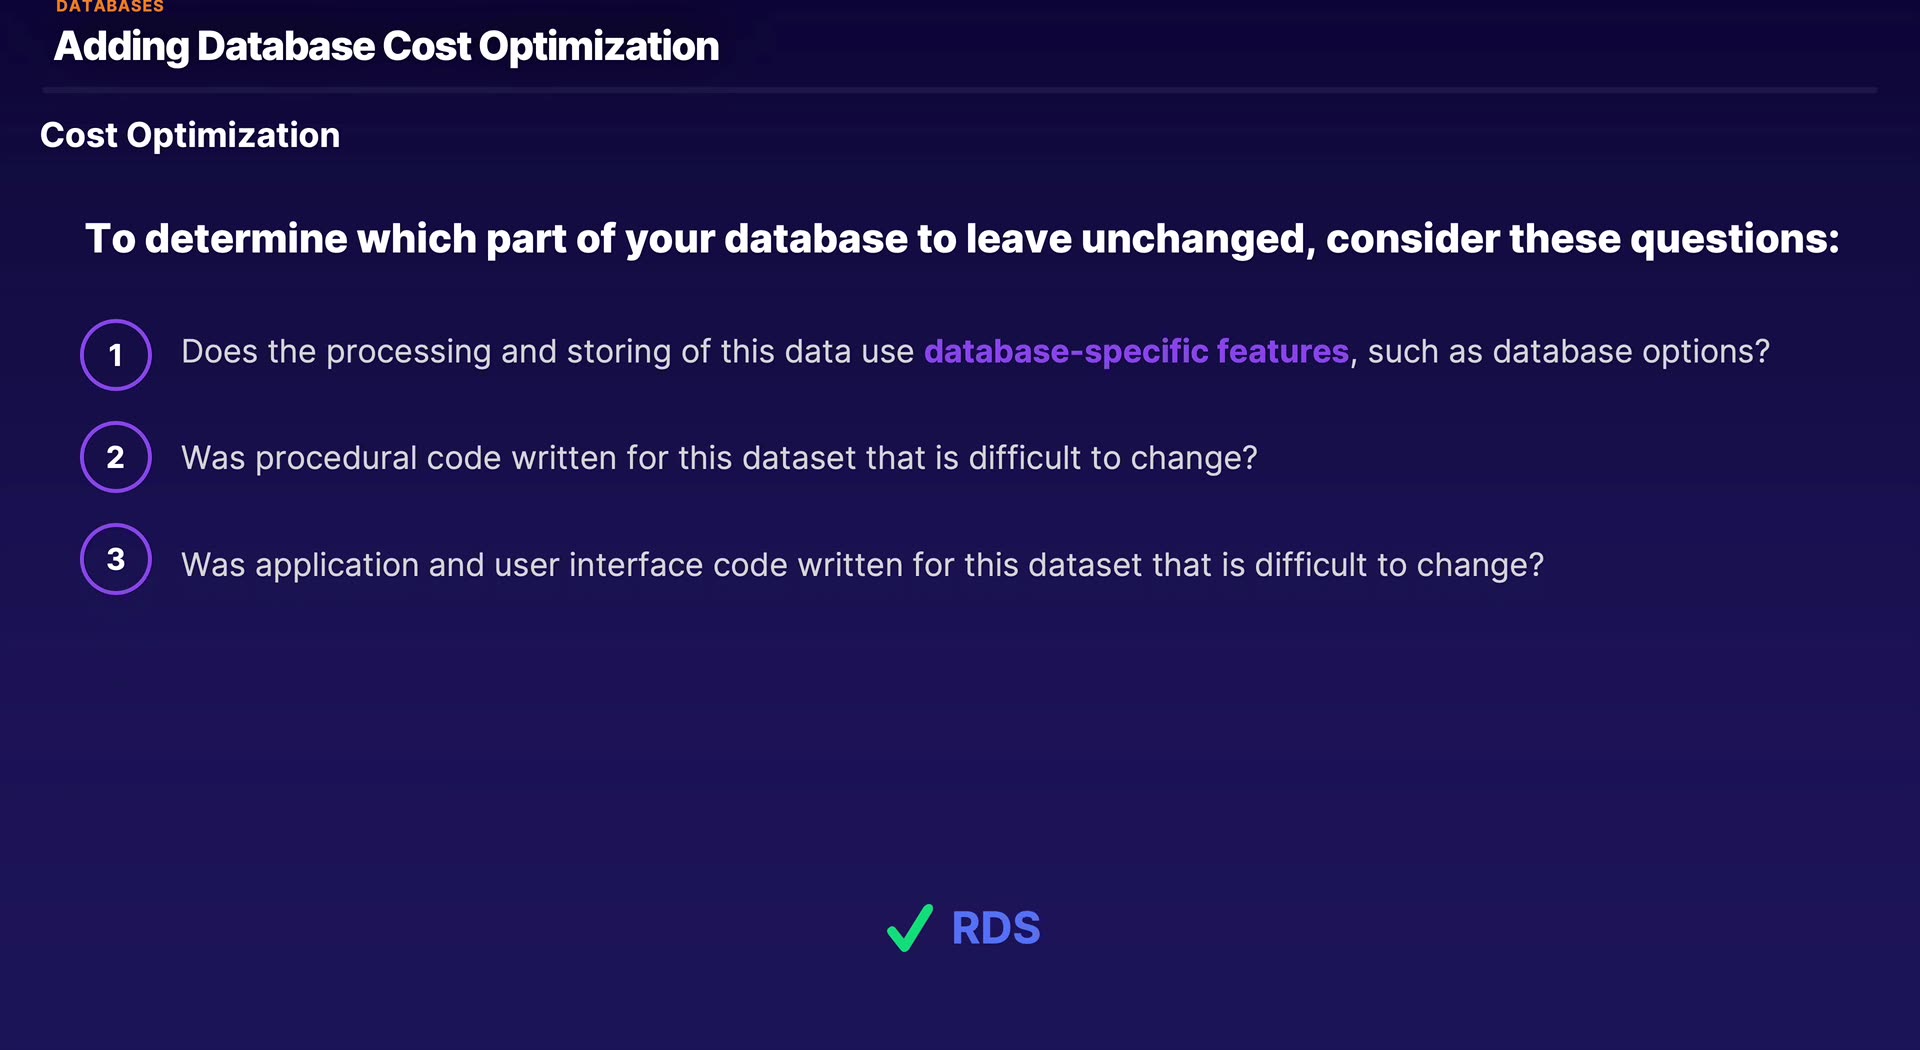 DATABASES
Adding Database Cost Optimization
Cost Optimization
To determine which part of your database to leave unchanged, consider these questions:
1 Does the processing and storing of this data use database-specific features, such as database options?
2 Was procedural code written for this dataset that is difficult to change?
3 Was application and user interface code written for this dataset that is difficult to change?
RDS